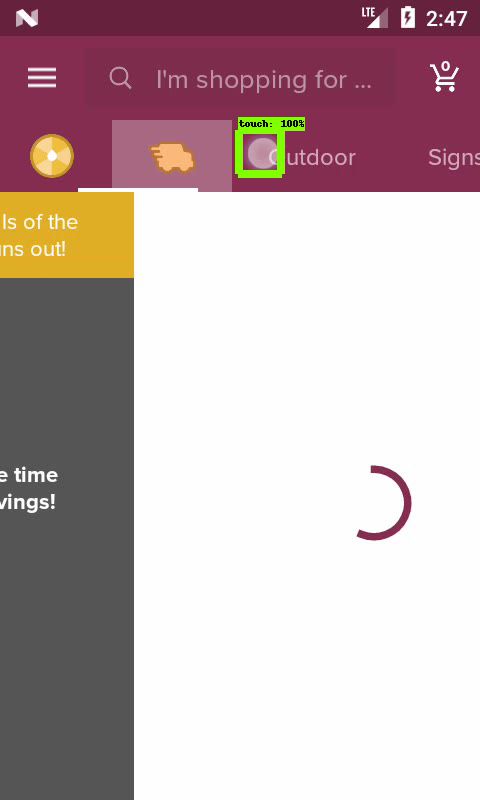 LTE
2:47
I'm shopping for ...
0
touch: 100%
Outdoor
Signs
ls of the
ns out!
e time
vings!